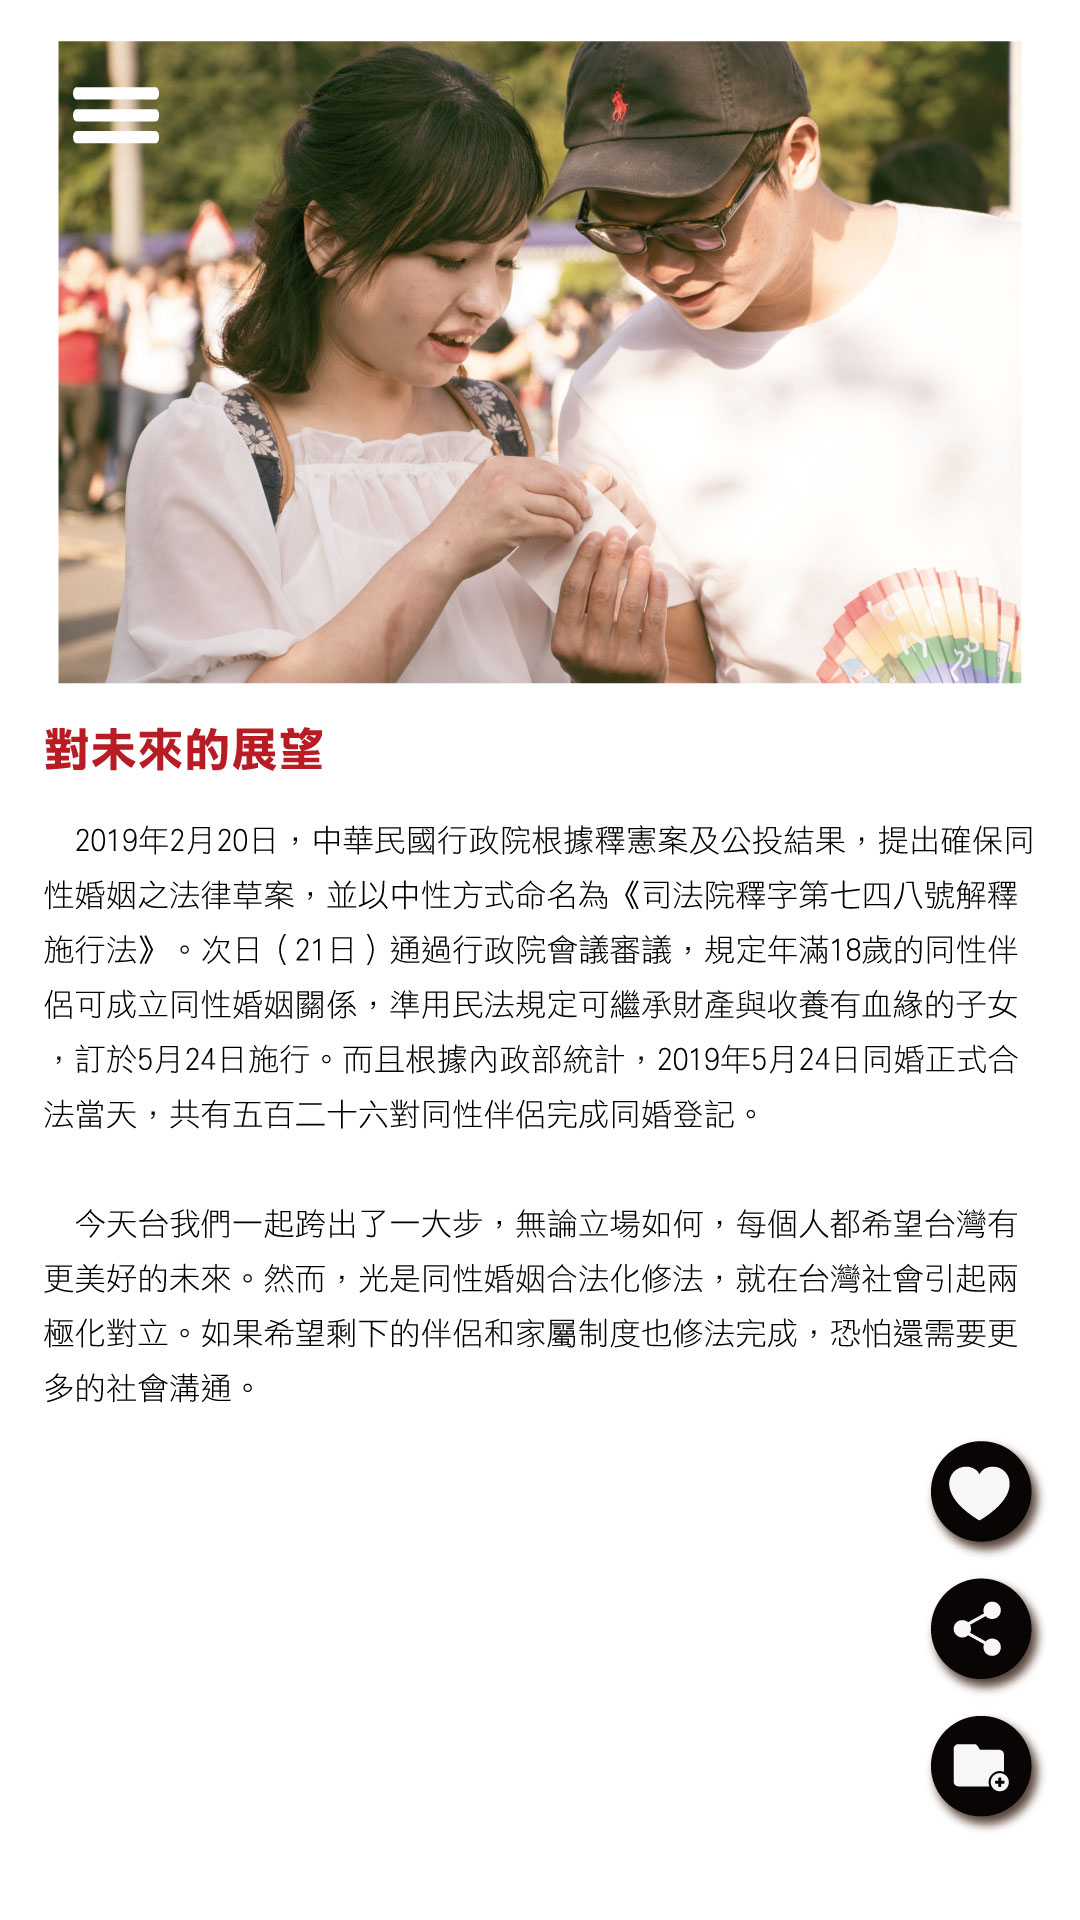 對未來的展望
2019年2月20日，中華民國行政院根據釋憲案及公投結果，提出確保同
性婚姻之法律草案，並以中性方式命名為《司法院釋字第七四八號解釋
施行法》。次日（21日）通過行政院會議審議，規定年滿18歲的同性伴
侶可成立同性婚姻關係，準用民法規定可繼承財產與收養有血緣的子女
，訂於5月24日施行。而且根據內政部統計，2019年5月24日同婚正式合
法當天，共有五百二十六對同性伴侶完成同婚登記。
今天台我們一起跨出了一大步，無論立場如何，每個人都希望台灣有
更美好的未來。然而，光是同性婚姻合法化修法，就在台灣社會引起兩
極化對立。如果希望剩下的伴侶和家屬制度也修法完成，恐怕還需要更
多的社會溝通。